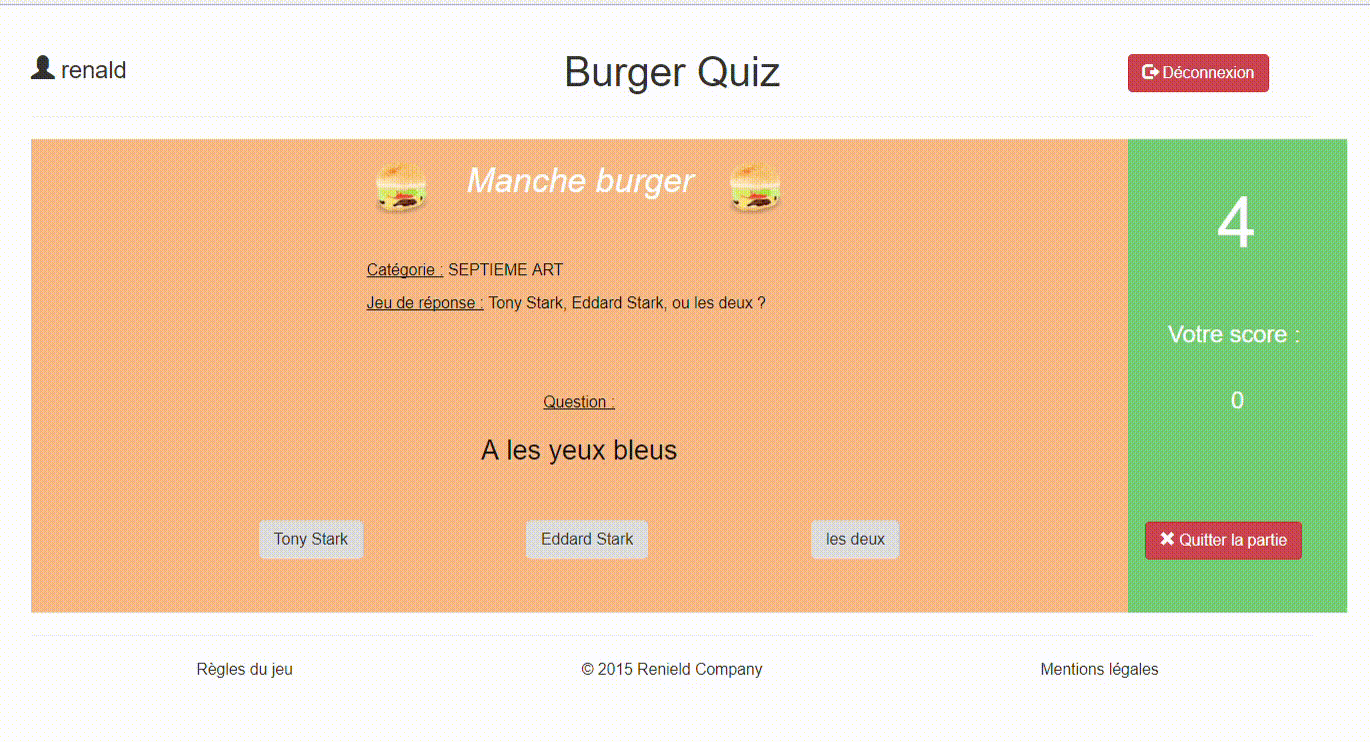 renald
Burger Quiz
Déconnexion
Manche burger
4
Catégorie : SEPTIEME ART
Jeu de réponse : Tony Stark, Eddard Stark, ou les deux ?
Votre score :
0
Question :
A les yeux bleus
Tony Stark
Eddard Stark
les deux
Quitter la partie
Règles du jeu
© 2015 Renield Company
Mentions légales